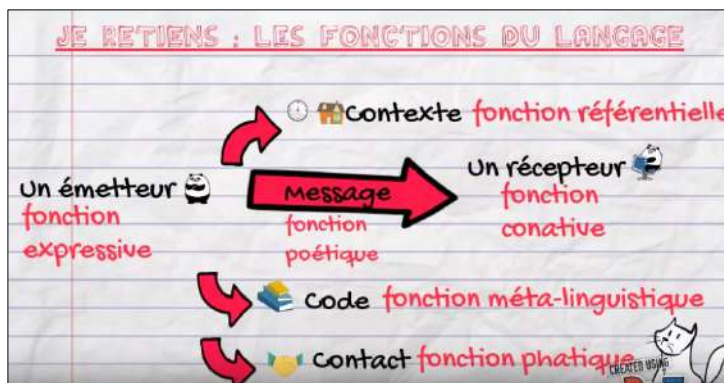 JE RETIENS : LES FONCTIONS DU LANGAGE
Contexte fonction référentielle
Un émetteur
fonction
expressive
Message
fonction
poétique
Un récepteur
fonction
conative
Code fonction méta-linguistique
Contact fonction phatique
CREATED USING